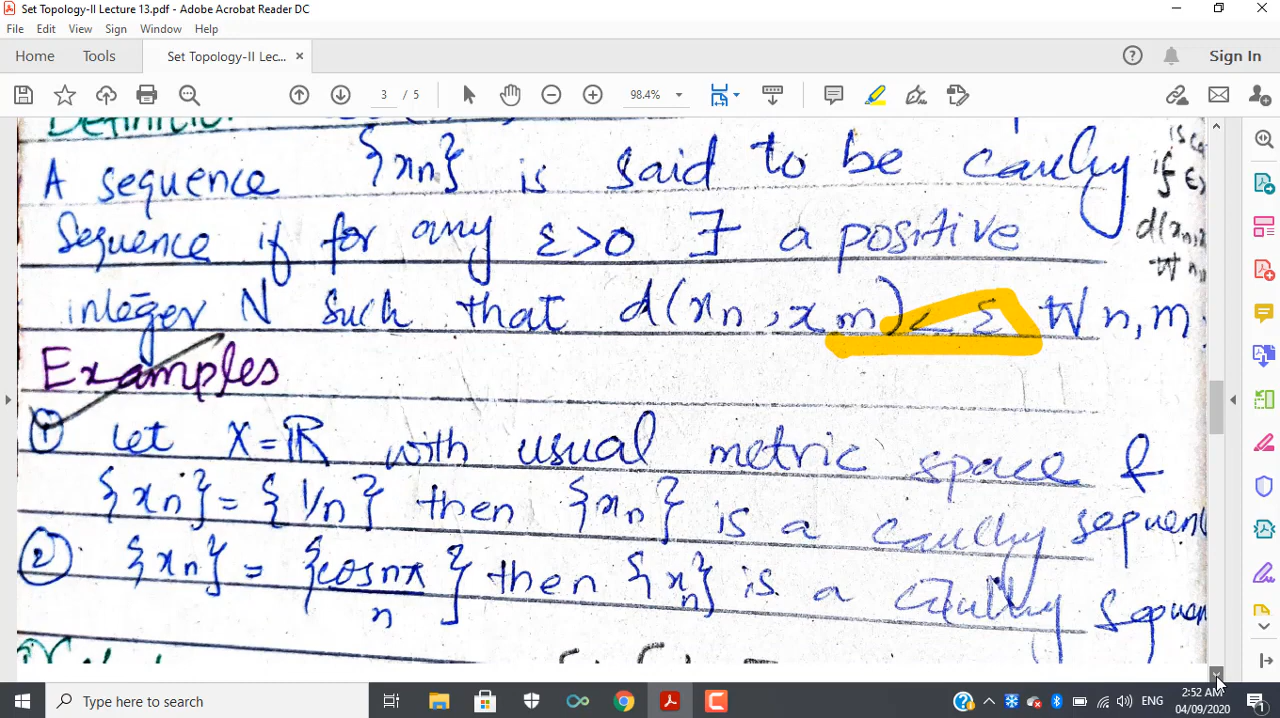 Set Topology-II Lecture 13.pdf - Adobe Acrobat Reader DC
File Edit View Sign Window Help
Home Tools Set Topology-II Lec... × Sign In
3 / 5 98.4%
Definition
A sequence {xn} is said to be cauchy
Sequence if for any ε>0 ∃ a positive
integer N such that d(xn, xm) < ε ∀ n,m
Examples
① Let X=ℝ with usual metric space &
{xn} = {1/n} then {xn} is a cauchy sequen
② {xn} = {cosnπ/n} then {xn} is a cauchy sequen
Type here to search
ENG
2:52 AM
04/09/2020
1